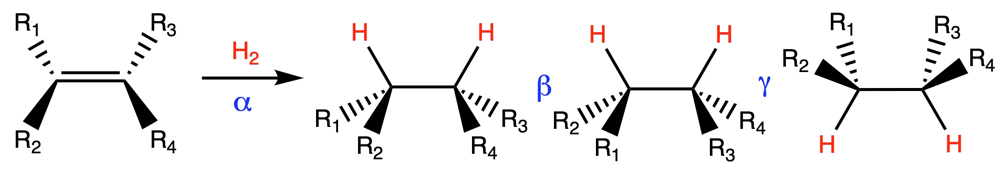 R1 R3
R2 R4
H2
α
H H
R1 R2 R4 R3
β
H H
R2 R1 R3 R4
γ
R1 R3
R2 R4
H H